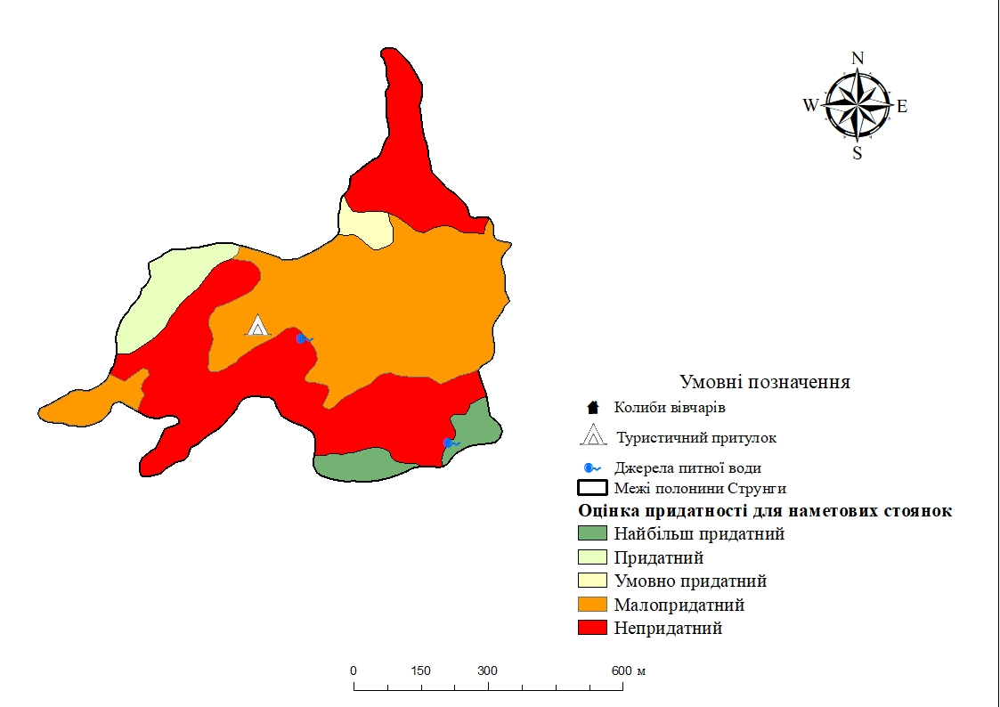 N
W E
S
Умовні позначення
Колиби вівчарів
Туристичний притулок
Джерела питної води
Межі полонини Струнги
Оцінка придатності для наметових стоянок
Найбільш придатний
Придатний
Умовно придатний
Малопридатний
Непридатний
0 150 300 600 м